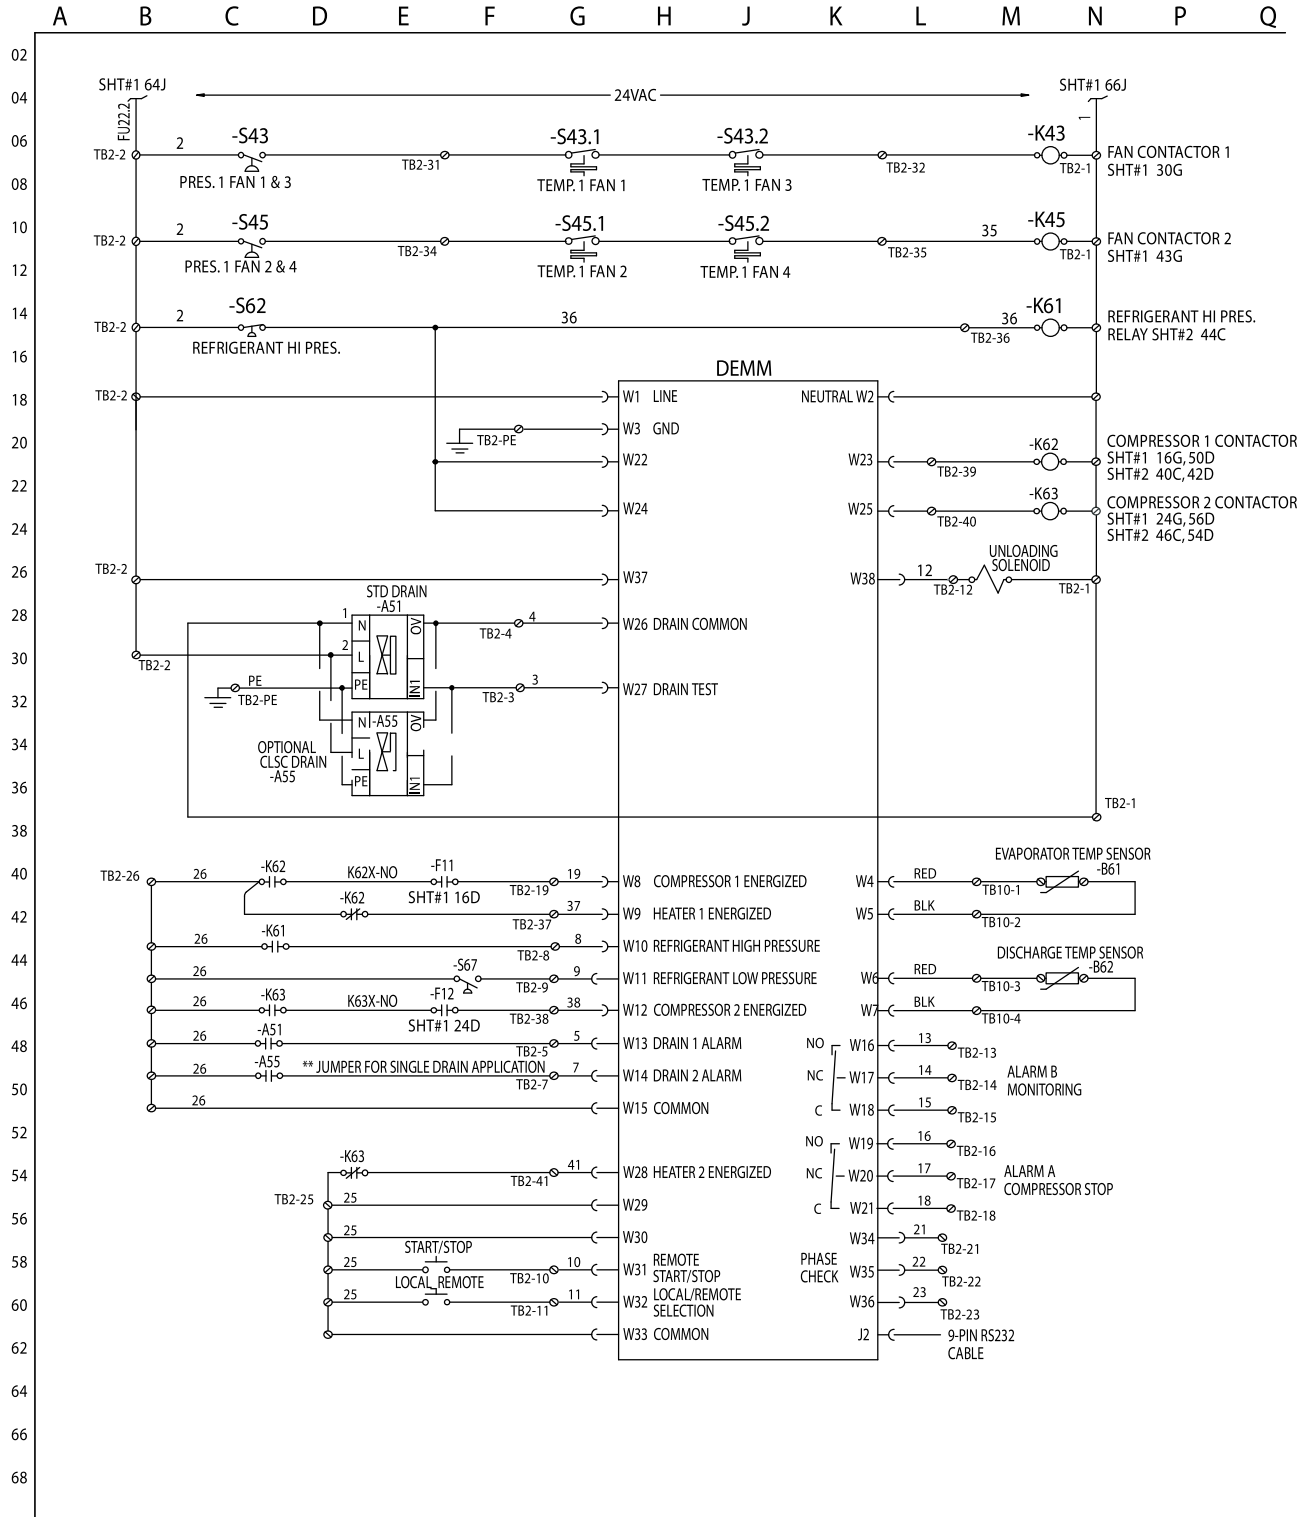 A B C D E F G H J K L M N P Q
02
SHT#1 64J
SHT#1 66J
04
24VAC
FU22.2
1
06
TB2-2
2
-S43
PRES. 1 FAN 1 & 3
TB2-31
-S43.1
TEMP. 1 FAN 1
-S43.2
TEMP. 1 FAN 3
TB2-32
-K43
TB2-1
FAN CONTACTOR 1
SHT#1 30G
08
10
TB2-2
2
-S45
PRES. 1 FAN 2 & 4
TB2-34
-S45.1
TEMP. 1 FAN 2
-S45.2
TEMP. 1 FAN 4
TB2-35
35
-K45
TB2-1
FAN CONTACTOR 2
SHT#1 43G
12
14
TB2-2
2
-S62
REFRIGERANT HI PRES.
36
TB2-36
36
-K61
REFRIGERANT HI PRES.
RELAY SHT#2 44C
16
DEMM
18
TB2-2
W1 LINE
NEUTRAL W2
TB2-PE
W3 GND
20
W22
W23
TB2-39
-K62
COMPRESSOR 1 CONTACTOR
SHT#1 16G,50D
SHT#2 40C,42D
22
W24
W25
TB2-40
-K63
COMPRESSOR 2 CONTACTOR
SHT#1 24G,56D
SHT#2 46C,54D
24
26
TB2-2
W37
W38
12
TB2-12
UNLOADING
SOLENOID
TB2-1
28
STD DRAIN
-A51
1
N
OV
TB2-4
4
W26 DRAIN COMMON
30
TB2-2
2
L
PE
TB2-PE
PE
IN1
TB2-3
3
W27 DRAIN TEST
32
34
OPTIONAL
CLSC DRAIN
-A55
N
-A55
OV
L
PE
IN1
36
TB2-1
38
40
TB2-26
26
-K62
K62X-NO
-F11
SHT#1 16D
TB2-19
19
W8 COMPRESSOR 1 ENERGIZED
W4
RED
TB10-1
EVAPORATOR TEMP SENSOR
-B61
42
-K62
TB2-37
37
W9 HEATER 1 ENERGIZED
W5
BLK
TB10-2
26
-K61
TB2-8
8
W10 REFRIGERANT HIGH PRESSURE
44
26
-S67
TB2-9
9
W11 REFRIGERANT LOW PRESSURE
W6
RED
TB10-3
DISCHARGE TEMP SENSOR
-B62
46
26
-K63
K63X-NO
-F12
SHT#1 24D
TB2-38
38
W12 COMPRESSOR 2 ENERGIZED
W7
BLK
TB10-4
48
26
-A51
TB2-5
5
W13 DRAIN 1 ALARM
NO
W16
13
TB2-13
26
-A55
** JUMPER FOR SINGLE DRAIN APPLICATION
TB2-7
7
W14 DRAIN 2 ALARM
NC
W17
14
TB2-14
ALARM B
MONITORING
50
26
W15 COMMON
C
W18
15
TB2-15
52
NO
W19
16
TB2-16
54
-K63
TB2-41
41
W28 HEATER 2 ENERGIZED
NC
W20
17
TB2-17
ALARM A
COMPRESSOR STOP
TB2-25
25
W29
C
W21
18
TB2-18
56
25
W30
W34
21
TB2-21
58
START/STOP
25
TB2-10
10
W31 REMOTE
START/STOP
PHASE
CHECK
W35
22
TB2-22
60
LOCAL REMOTE
25
TB2-11
11
W32 LOCAL/REMOTE
SELECTION
W36
23
TB2-23
W33 COMMON
J2
9-PIN RS232
CABLE
62
64
66
68